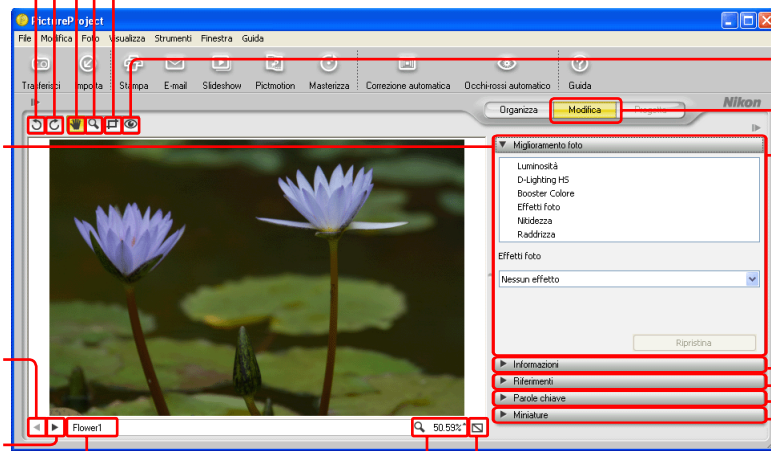 PictureProject
File Modifica Foto Visualizza Strumenti Finestra Guida
Trasferisci Importa Stampa E-mail Slideshow Pictmotion Masterizza Correzione automatica Occhi-rossi automatico Guida
Organizza Modifica Progetto Nikon
Miglioramento foto
Luminosità
D-Lighting HS
Booster Colore
Effetti foto
Nitidezza
Raddrizza
Effetti foto
Nessun effetto
Ripristina
Informazioni
Riferimenti
Parole chiave
Miniature
Flower1 50.59%